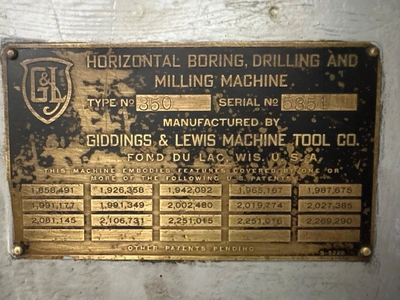 G&L
HORIZONTAL BORING, DRILLING AND
MILLING MACHINE
TYPE No 350 SERIAL No 5351
MANUFACTURED BY
GIDDINGS & LEWIS MACHINE TOOL CO.
FOND DU LAC, WIS. U.S.A.
THIS MACHINE EMBODIES FEATURES COVERED BY ONE OR
MORE OF THE FOLLOWING U.S. PATENTS
1,858,491 1,926,358 1,942,092 1,965,167 1,987,675
1,991,177 1,991,349 2,002,480 2,019,774 2,027,385
2,081,145 2,106,731 2,251,015 2,251,016 2,269,290
OTHER PATENTS PENDING